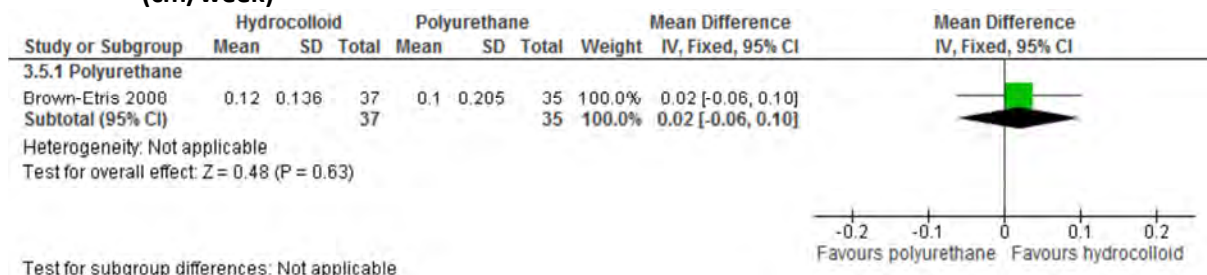 (cm/week)
Hydrocolloid Polyurethane Mean Difference Mean Difference
Study or Subgroup Mean SD Total Mean SD Total Weight IV, Fixed, 95% CI IV, Fixed, 95% CI
3.5.1 Polyurethane
Brown-Etris 2008 0.12 0.136 37 0.1 0.205 35 100.0% 0.02 [-0.06, 0.10]
Subtotal (95% CI) 37 35 100.0% 0.02 [-0.06, 0.10]
Heterogeneity: Not applicable
Test for overall effect: Z = 0.48 (P = 0.63)
-0.2 -0.1 0 0.1 0.2
Favours polyurethane Favours hydrocolloid
Test for subgroup differences: Not applicable